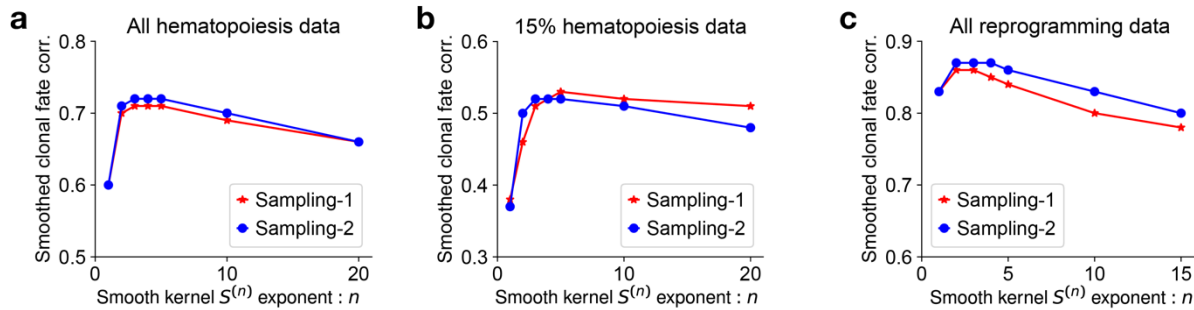 a
All hematopoiesis data
Smoothed clonal fate corr.
0.8
0.7
0.6
0.5
0
10
20
Sampling-1
Sampling-2
Smooth kernel S^(n) exponent : n
b
15% hematopoiesis data
Smoothed clonal fate corr.
0.6
0.5
0.4
0.3
0
10
20
Sampling-1
Sampling-2
Smooth kernel S^(n) exponent : n
c
All reprogramming data
Smoothed clonal fate corr.
0.9
0.8
0.7
0.6
0
5
10
15
Sampling-1
Sampling-2
Smooth kernel S^(n) exponent : n